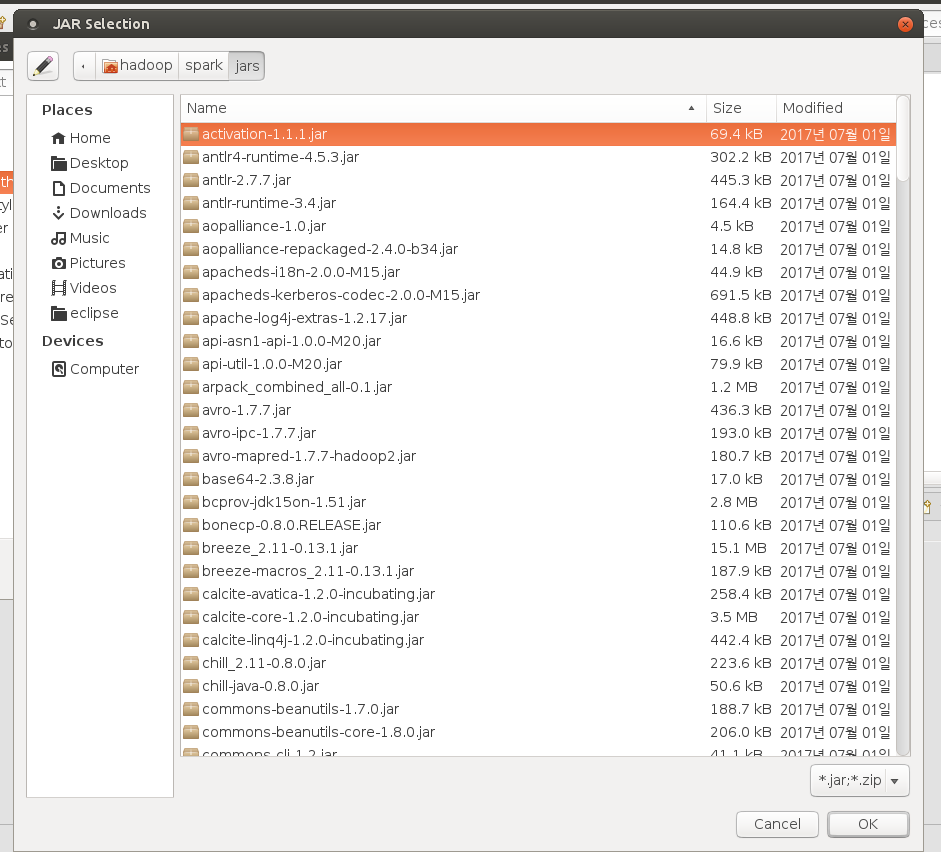 JAR Selection
hadoop spark jars
Places
Home
Desktop
Documents
Downloads
Music
Pictures
Videos
eclipse
Devices
Computer
Name Size Modified
activation-1.1.1.jar 69.4 kB 2017년 07월 01일
antlr4-runtime-4.5.3.jar 302.2 kB 2017년 07월 01일
antlr-2.7.7.jar 445.3 kB 2017년 07월 01일
antlr-runtime-3.4.jar 164.4 kB 2017년 07월 01일
aopalliance-1.0.jar 4.5 kB 2017년 07월 01일
aopalliance-repackaged-2.4.0-b34.jar 14.8 kB 2017년 07월 01일
apacheds-i18n-2.0.0-M15.jar 44.9 kB 2017년 07월 01일
apacheds-kerberos-codec-2.0.0-M15.jar 691.5 kB 2017년 07월 01일
apache-log4j-extras-1.2.17.jar 448.8 kB 2017년 07월 01일
api-asn1-api-1.0.0-M20.jar 16.6 kB 2017년 07월 01일
api-util-1.0.0-M20.jar 79.9 kB 2017년 07월 01일
arpack_combined_all-0.1.jar 1.2 MB 2017년 07월 01일
avro-1.7.7.jar 436.3 kB 2017년 07월 01일
avro-ipc-1.7.7.jar 193.0 kB 2017년 07월 01일
avro-mapred-1.7.7-hadoop2.jar 180.7 kB 2017년 07월 01일
base64-2.3.8.jar 17.0 kB 2017년 07월 01일
bcprov-jdk15on-1.51.jar 2.8 MB 2017년 07월 01일
bonecp-0.8.0.RELEASE.jar 110.6 kB 2017년 07월 01일
breeze_2.11-0.13.1.jar 15.1 MB 2017년 07월 01일
breeze-macros_2.11-0.13.1.jar 187.9 kB 2017년 07월 01일
calcite-avatica-1.2.0-incubating.jar 258.4 kB 2017년 07월 01일
calcite-core-1.2.0-incubating.jar 3.5 MB 2017년 07월 01일
calcite-linq4j-1.2.0-incubating.jar 442.4 kB 2017년 07월 01일
chill_2.11-0.8.0.jar 223.6 kB 2017년 07월 01일
chill-java-0.8.0.jar 50.6 kB 2017년 07월 01일
commons-beanutils-1.7.0.jar 188.7 kB 2017년 07월 01일
commons-beanutils-core-1.8.0.jar 206.0 kB 2017년 07월 01일
commons-cli-1.2.jar 41.1 kB 2017년 07월 01일
*.jar;*.zip
Cancel OK